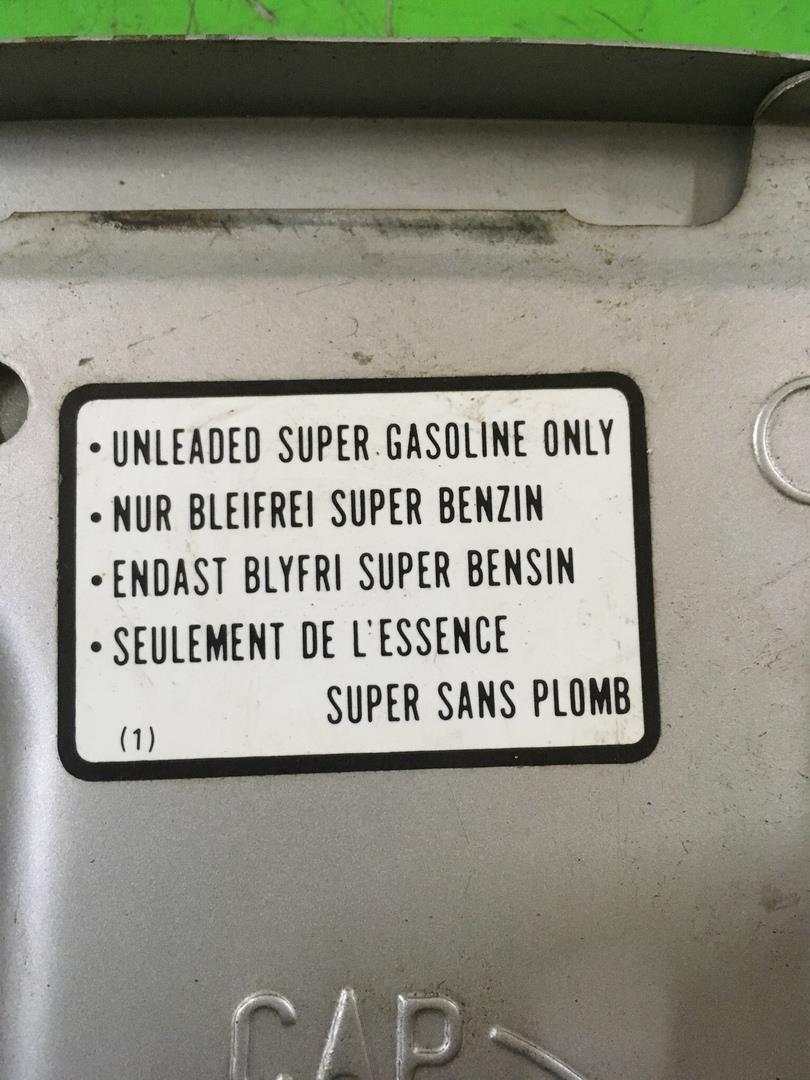 • UNLEADED SUPER GASOLINE ONLY
• NUR BLEIFREI SUPER BENZIN
• ENDAST BLYFRI SUPER BENSIN
• SEULEMENT DE L'ESSENCE
SUPER SANS PLOMB
(1)
CAP